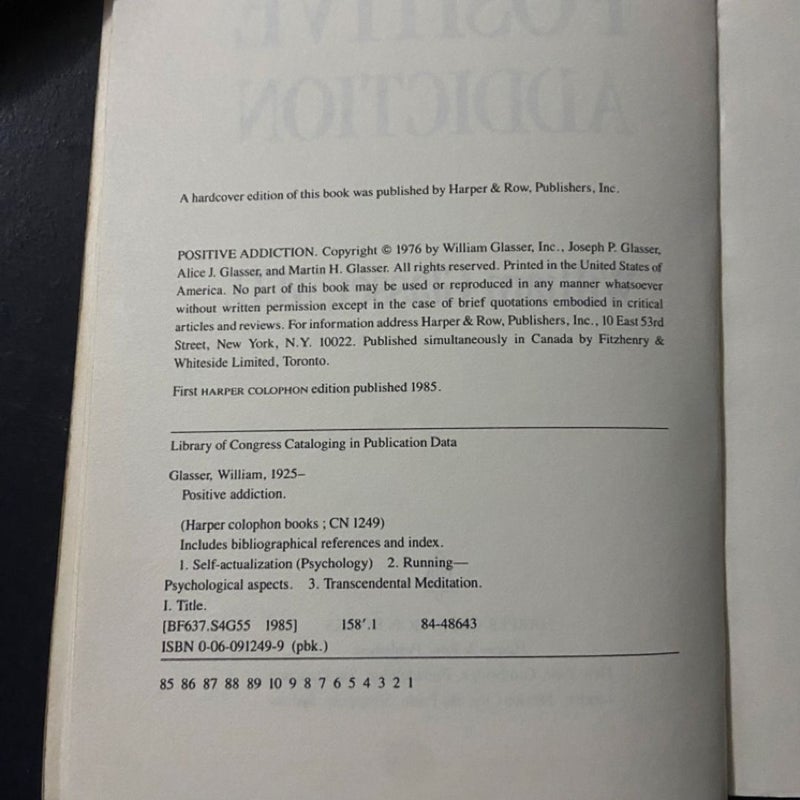 POSITIVE
ADDICTION
A hardcover edition of this book was published by Harper & Row, Publishers, Inc.
POSITIVE ADDICTION. Copyright © 1976 by William Glasser, Inc., Joseph P. Glasser,
Alice J. Glasser, and Martin H. Glasser. All rights reserved. Printed in the United States of
America. No part of this book may be used or reproduced in any manner whatsoever
without written permission except in the case of brief quotations embodied in critical
articles and reviews. For information address Harper & Row, Publishers, Inc., 10 East 53rd
Street, New York, N.Y. 10022. Published simultaneously in Canada by Fitzhenry &
Whiteside Limited, Toronto.
First HARPER COLOPHON edition published 1985.
Library of Congress Cataloging in Publication Data
Glasser, William, 1925–
Positive addiction.
(Harper colophon books ; CN 1249)
Includes bibliographical references and index.
1. Self-actualization (Psychology) 2. Running—
Psychological aspects. 3. Transcendental Meditation.
I. Title.
[BF637.S4G55 1985] 158′.1 84-48643
ISBN 0-06-091249-9 (pbk.)
85 86 87 88 89 10 9 8 7 6 5 4 3 2 1